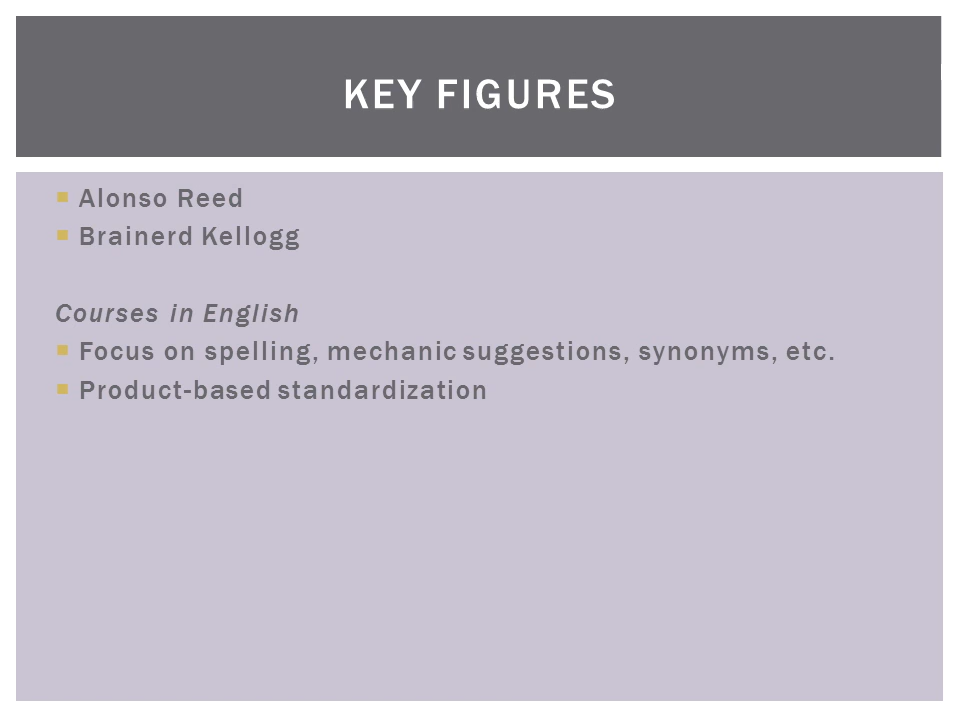 KEY FIGURES
Alonso Reed
Brainerd Kellogg
Courses in English
Focus on spelling, mechanic suggestions, synonyms, etc.
Product-based standardization